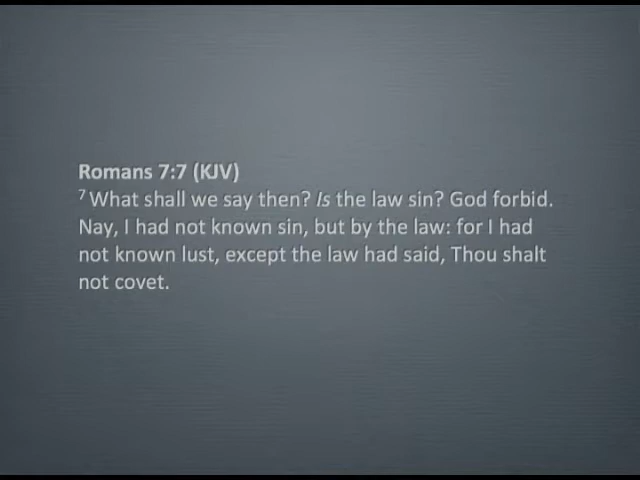 Romans 7:7 (KJV)
7 What shall we say then? Is the law sin? God forbid.
Nay, I had not known sin, but by the law: for I had
not known lust, except the law had said, Thou shalt
not covet.